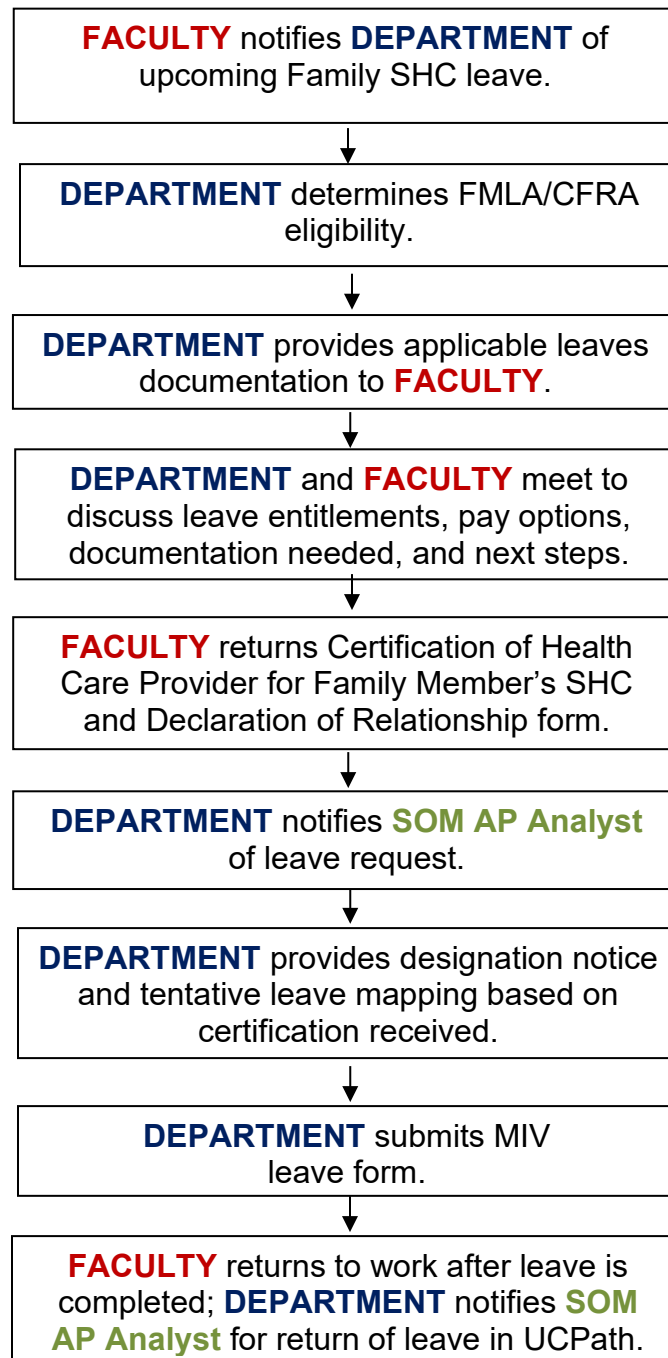 FACULTY notifies DEPARTMENT of
upcoming Family SHC leave.
DEPARTMENT determines FMLA/CFRA
eligibility.
DEPARTMENT provides applicable leaves
documentation to FACULTY.
DEPARTMENT and FACULTY meet to
discuss leave entitlements, pay options,
documentation needed, and next steps.
FACULTY returns Certification of Health
Care Provider for Family Member’s SHC
and Declaration of Relationship form.
DEPARTMENT notifies SOM AP Analyst
of leave request.
DEPARTMENT provides designation notice
and tentative leave mapping based on
certification received.
DEPARTMENT submits MIV
leave form.
FACULTY returns to work after leave is
completed; DEPARTMENT notifies SOM
AP Analyst for return of leave in UCPath.